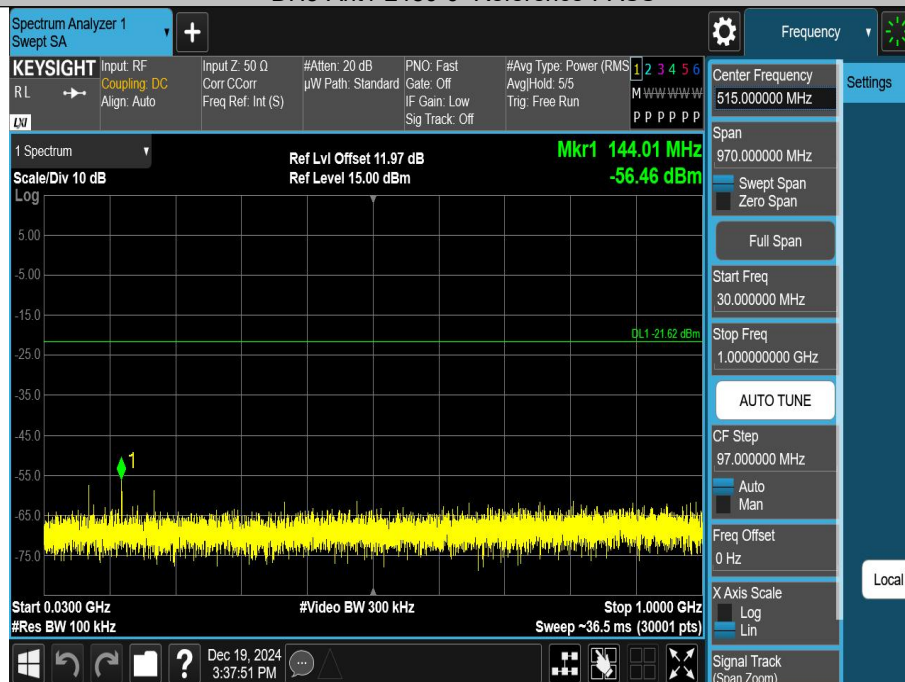 Spectrum Analyzer 1
Swept SA
+
Frequency
KEYSIGHT
RL
LXI
Input: RF
Coupling: DC
Align: Auto
Input Z: 50 Ω
Corr CCorr
Freq Ref: Int (S)
#Atten: 20 dB
µW Path: Standard
PNO: Fast
Gate: Off
IF Gain: Low
Sig Track: Off
#Avg Type: Power (RMS
Avg|Hold: 5/5
Trig: Free Run
1 2 3 4 5 6
M W W W W W
P P P P P P
1 Spectrum
Scale/Div 10 dB
Ref Lvl Offset 11.97 dB
Ref Level 15.00 dBm
Mkr1 144.01 MHz
-56.46 dBm
Log
5.00
-5.00
-15.0
DL1 -21.62 dBm
-25.0
-35.0
-45.0
1
-55.0
-65.0
-75.0
Start 0.0300 GHz
#Video BW 300 kHz
Stop 1.0000 GHz
#Res BW 100 kHz
Sweep ~36.5 ms (30001 pts)
?
Dec 19, 2024
3:37:51 PM
Center Frequency
515.000000 MHz
Span
970.000000 MHz
Swept Span
Zero Span
Full Span
Start Freq
30.000000 MHz
Stop Freq
1.000000000 GHz
AUTO TUNE
CF Step
97.000000 MHz
Auto
Man
Freq Offset
0 Hz
X Axis Scale
Log
Lin
Signal Track
(Span Zoom)
Settings
Local